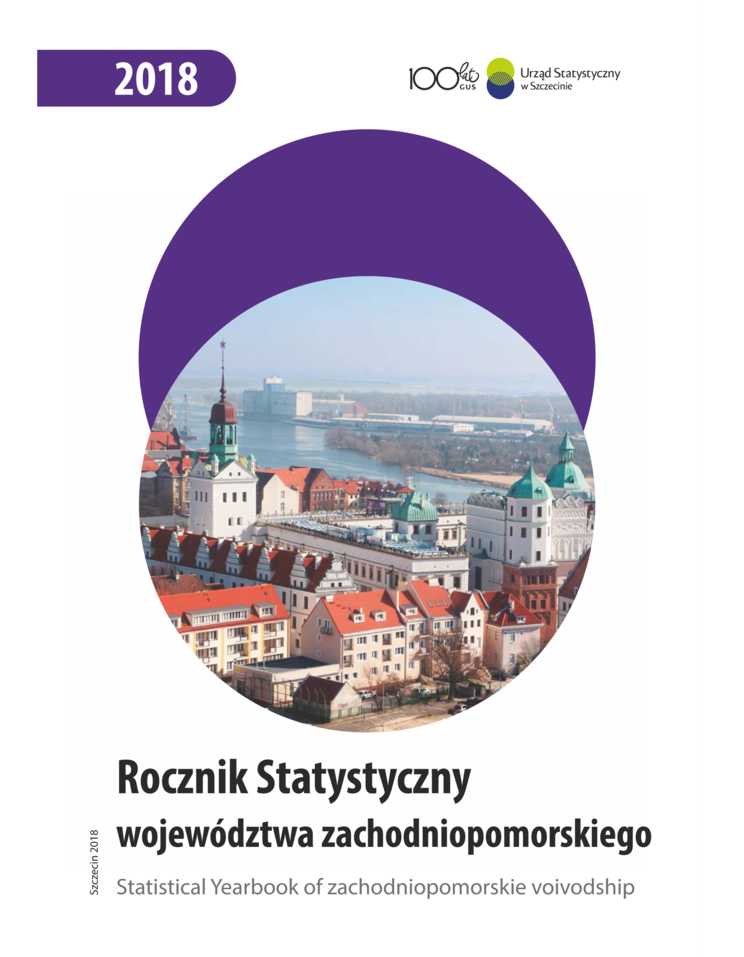 2018
100 lat
GUS
Urząd Statystyczny
w Szczecinie
Rocznik Statystyczny
województwa zachodniopomorskiego
Statistical Yearbook of zachodniopomorskie voivodship
Szczecin 2018